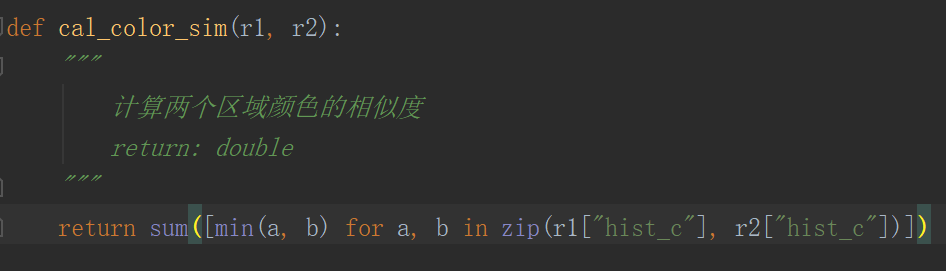 def cal_color_sim(r1, r2):
    """
        计算两个区域颜色的相似度
        return: double
    """
    return sum([min(a, b) for a, b in zip(r1["hist_c"], r2["hist_c"])])